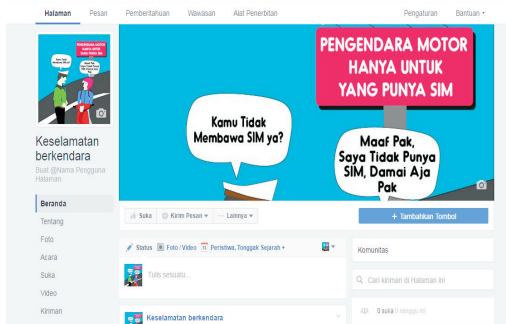 Halaman Pesan Pemberitahuan Wawasan Alat Penerbitan Pengaturan Bantuan
PENGENDARA MOTOR
HANYA UNTUK
YANG PUNYA SIM
Kamu Tidak
Membawa SIM ya?
Maaf Pak,
Saya Tidak Punya
SIM, Damai Aja
Pak
Keselamatan
berkendara
Buat @Nama Pengguna
Halaman
Beranda
Tentang
Foto
Acara
Suka
Video
Kiriman
Suka Kirim Pesan Lainnya
+ Tambahkan Tombol
Status Foto / Video Peristiwa, Tonggak Sejarah +
Tulis sesuatu...
Keselamatan berkendara
Komunitas
Cari kiriman di Halaman ini
0 suka 0 minggu ini